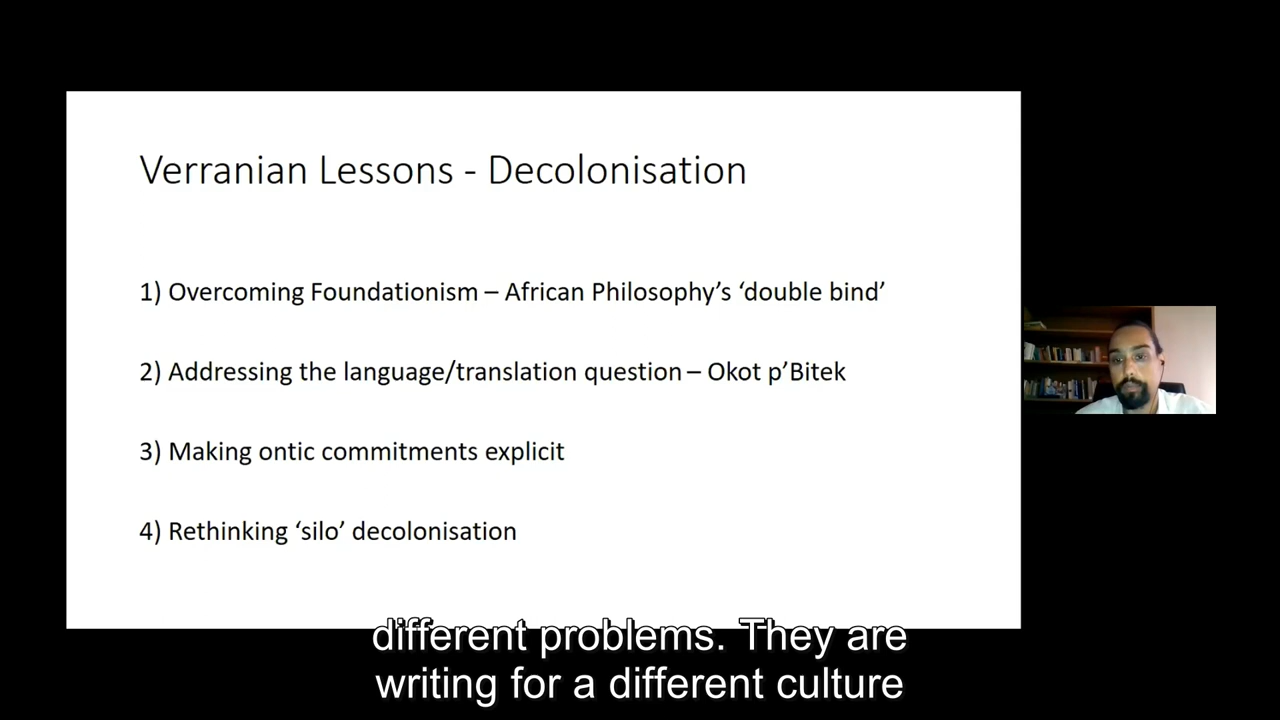 Verranian Lessons - Decolonisation
1) Overcoming Foundationism – African Philosophy’s ‘double bind’
2) Addressing the language/translation question – Okot p’Bitek
3) Making ontic commitments explicit
4) Rethinking ‘silo’ decolonisation
different problems. They are
writing for a different culture